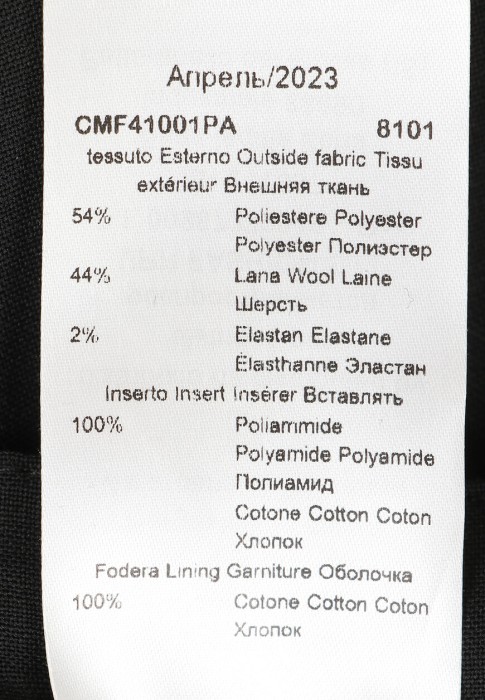 Апрель/2023
CMF41001PA 8101
tessuto Esterno Outside fabric Tissu
extérieur Внешняя ткань
54% Poliestere Polyester
Polyester Полиэстер
44% Lana Wool Laine
Шерсть
2% Elastan Elastane
Élasthanne Эластан
Inserto Insert Insérer Вставлять
100% Poliammide
Polyamide Polyamide
Полиамид
Cotone Cotton Coton
Хлопок
Fodera Lining Garniture Оболочка
100% Cotone Cotton Coton
Хлопок